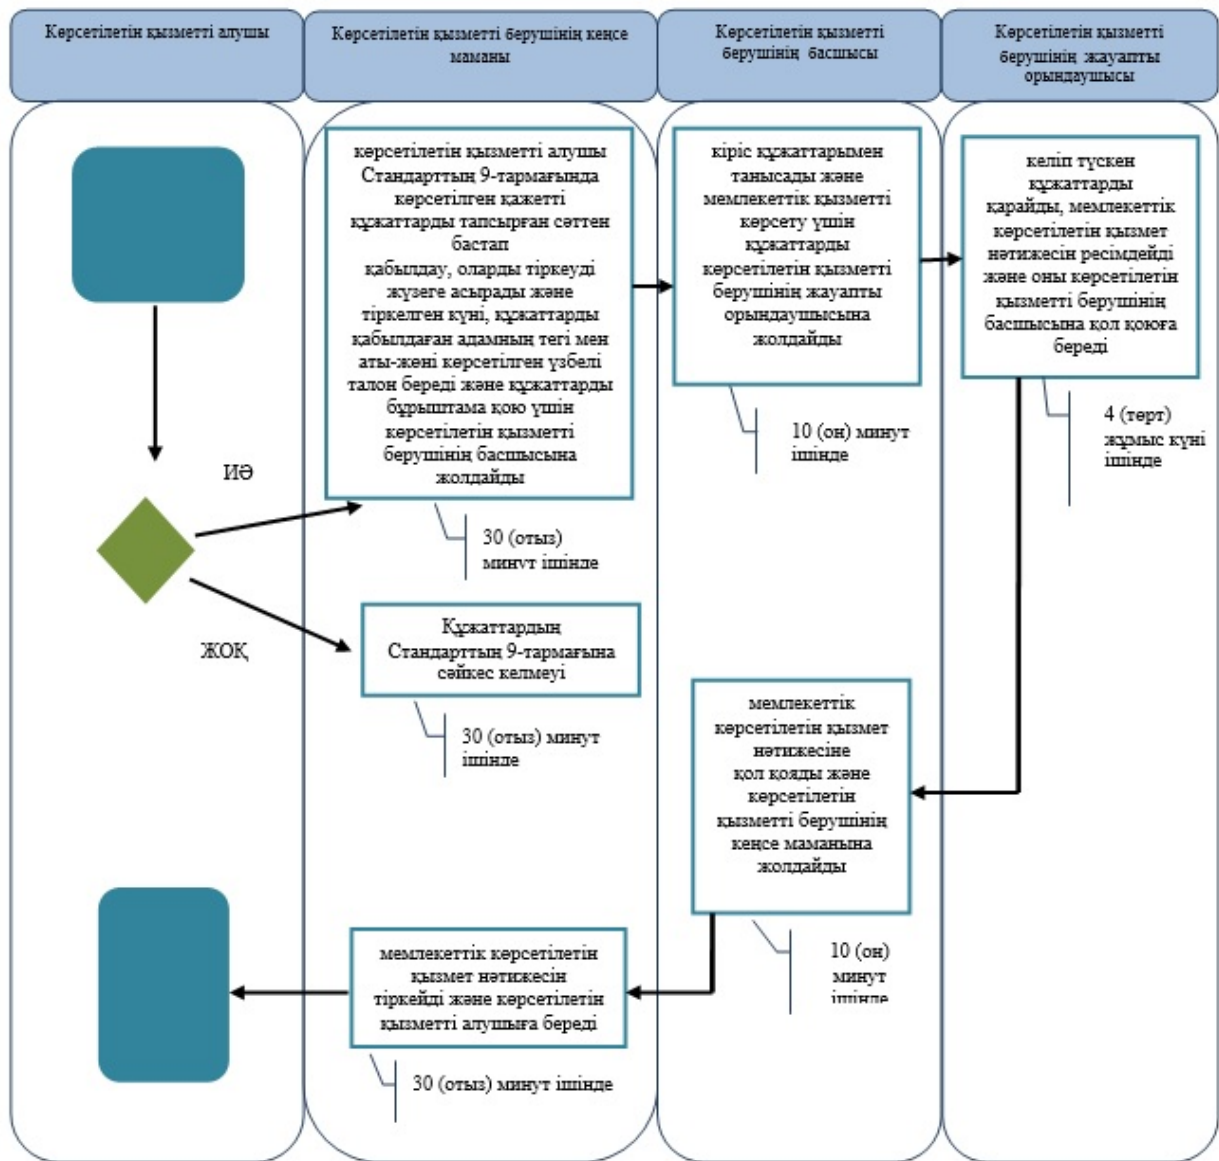 Көрсетілетін қызметті алушы
Көрсетілетін қызметті берушінің кеңсе
маманы
Көрсетілетін қызметті
берушінің басшысы
Көрсетілетін қызметті
берушінің жауапты
орындаушысы
көрсетілетін қызметті алушы
Стандарттың 9-тармағында
көрсетілген қажетті
құжаттарды тапсырған сәттен
бастап
қабылдау, оларды тіркеуді
жүзеге асырады және
тіркелген күні, құжаттарды
қабылдаған адамның тегі мен
аты-жөні көрсетілген үзбелі
талон береді және құжаттарды
бұрыштама қою үшін
көрсетілетін қызметті
берушінің басшысына
жолдайды
30 (отыз)
минут ішінде
кіріс құжаттарымен
танысады және
мемлекеттік қызметті
көрсету үшін
құжаттарды
көрсетілетін қызметті
берушінің жауапты
орындаушысына
жолдайды
10 (он) минут
ішінде
келіп түскен
құжаттарды
қарайды, мемлекеттік
көрсетілетін қызмет
нәтижесін ресімдейді
және оны көрсетілетін
қызметті берушінің
басшысына қол қоюға
береді
4 (төрт)
жұмыс күні
ішінде
ИӘ
ЖОҚ
Құжаттардың
Стандарттың 9-тармағына
сәйкес келмеуі
30 (отыз) минут
ішінде
мемлекеттік
көрсетілетін қызмет
нәтижесіне
қол қояды және
көрсетілетін
қызметті берушінің
кеңсе маманына
жолдайды
10 (он)
минут
ішінде
мемлекеттік көрсетілетін
қызмет нәтижесін
тіркейді және көрсетілетін
қызметті алушыға береді
30 (отыз) минут ішінде